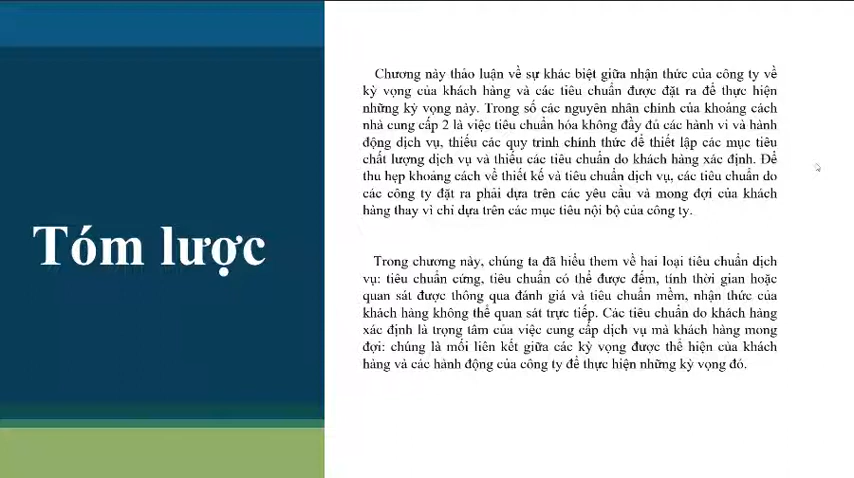 Tóm lược
Chương này thảo luận về sự khác biệt giữa nhận thức của công ty về
kỳ vọng của khách hàng và các tiêu chuẩn được đặt ra để thực hiện
những kỳ vọng này. Trong số các nguyên nhân chính của khoảng cách
nhà cung cấp 2 là việc tiêu chuẩn hóa không đầy đủ các hành vi và hành
động dịch vụ, thiếu các quy trình chính thức để thiết lập các mục tiêu
chất lượng dịch vụ và thiếu các tiêu chuẩn do khách hàng xác định. Để
thu hẹp khoảng cách về thiết kế và tiêu chuẩn dịch vụ, các tiêu chuẩn do
các công ty đặt ra phải dựa trên các yêu cầu và mong đợi của khách
hàng thay vì chỉ dựa trên các mục tiêu nội bộ của công ty.
Trong chương này, chúng ta đã hiểu them về hai loại tiêu chuẩn dịch
vụ: tiêu chuẩn cứng, tiêu chuẩn có thể được đếm, tính thời gian hoặc
quan sát được thông qua đánh giá và tiêu chuẩn mềm, nhận thức của
khách hàng không thể quan sát trực tiếp. Các tiêu chuẩn do khách hàng
xác định là trọng tâm của việc cung cấp dịch vụ mà khách hàng mong
đợi: chúng là mối liên kết giữa các kỳ vọng được thể hiện của khách
hàng và các hành động của công ty để thực hiện những kỳ vọng đó.